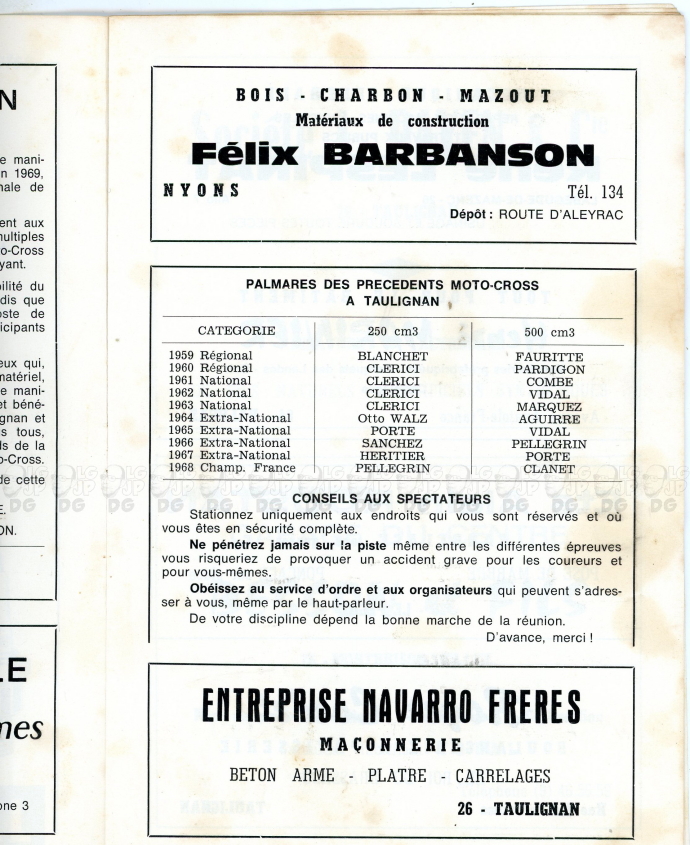 N
e mani-
n 1969,
nale de
ent aux
nultiples
o-Cross
yant.
bilité du
dis que
oste de
icipants
eux qui,
matériel,
e mani-
et béné-
gnan et
s tous,
ds de la
o-Cross.
de cette
E.
ON.
LE
mes
one 3
BOIS - CHARBON - MAZOUT
Matériaux de construction
Félix BARBANSON
NYONS Tél. 134
Dépôt : ROUTE D'ALEYRAC
PALMARES DES PRECEDENTS MOTO-CROSS
A TAULIGNAN
CATEGORIE 250 cm3 500 cm3
1959 Régional BLANCHET FAURITTE
1960 Régional CLERICI PARDIGON
1961 National CLERICI COMBE
1962 National CLERICI VIDAL
1963 National CLERICI MARQUEZ
1964 Extra-National Otto WALZ AGUIRRE
1965 Extra-National PORTE VIDAL
1966 Extra-National SANCHEZ PELLEGRIN
1967 Extra-National HERITIER PORTE
1968 Champ. France PELLEGRIN CLANET
CONSEILS AUX SPECTATEURS
Stationnez uniquement aux endroits qui vous sont réservés et où
vous êtes en sécurité complète.
Ne pénétrez jamais sur la piste même entre les différentes épreuves
vous risqueriez de provoquer un accident grave pour les coureurs et
pour vous-mêmes.
Obéissez au service d'ordre et aux organisateurs qui peuvent s'adres-
ser à vous, même par le haut-parleur.
De votre discipline dépend la bonne marche de la réunion.
D'avance, merci !
ENTREPRISE NAVARRO FRERES
MAÇONNERIE
BETON ARME - PLATRE - CARRELAGES
26 - TAULIGNAN